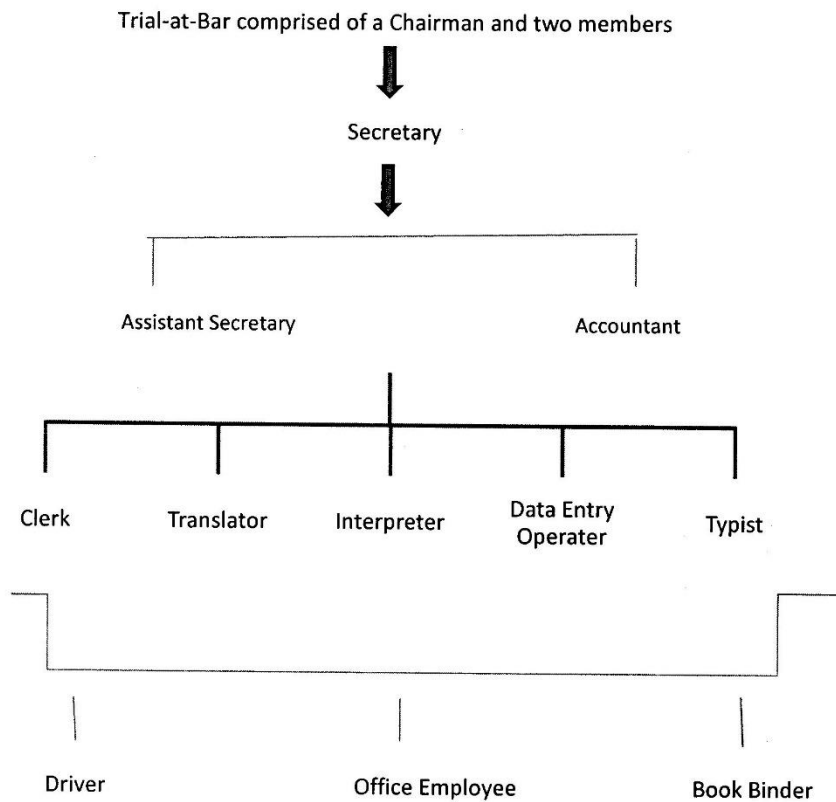 Trial-at-Bar comprised of a Chairman and two members
Secretary
Assistant Secretary
Accountant
Clerk
Translator
Interpreter
Data Entry
Operater
Typist
Driver
Office Employee
Book Binder